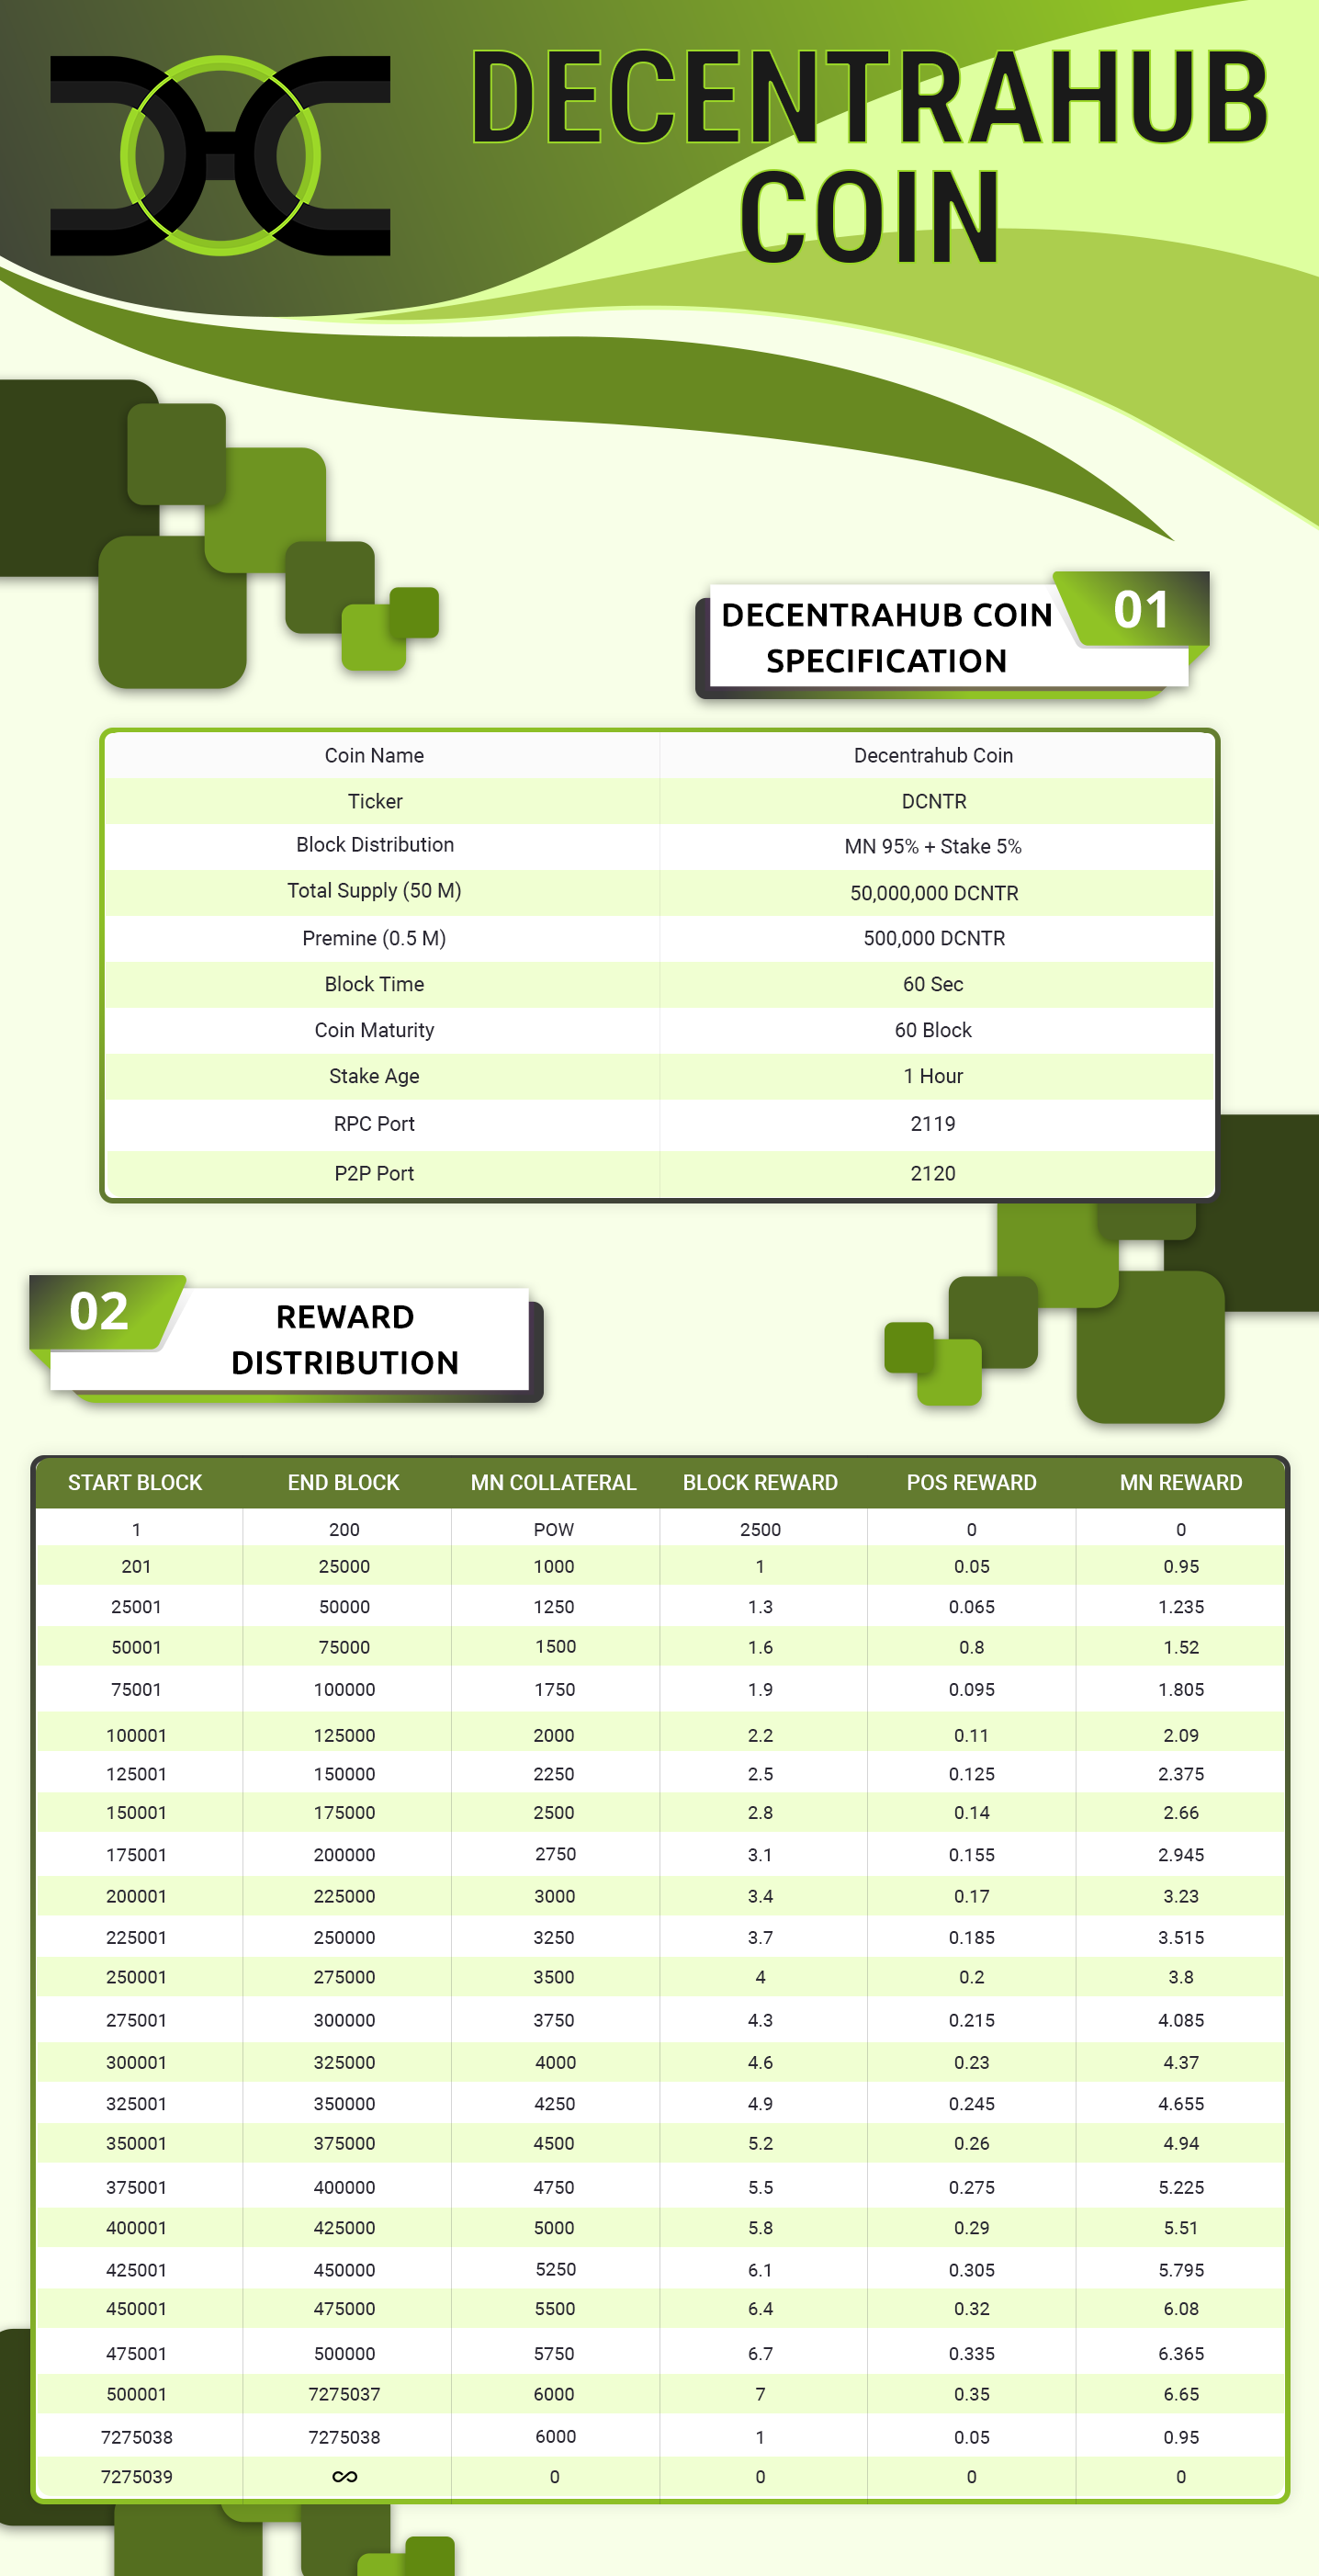 DECENTRAHUB
COIN
DECENTRAHUB COIN
SPECIFICATION
01
Coin Name Decentrahub Coin
Ticker DCNTR
Block Distribution MN 95% + Stake 5%
Total Supply (50 M) 50,000,000 DCNTR
Premine (0.5 M) 500,000 DCNTR
Block Time 60 Sec
Coin Maturity 60 Block
Stake Age 1 Hour
RPC Port 2119
P2P Port 2120
02
REWARD
DISTRIBUTION
START BLOCK END BLOCK MN COLLATERAL BLOCK REWARD POS REWARD MN REWARD
1 200 POW 2500 0 0
201 25000 1000 1 0.05 0.95
25001 50000 1250 1.3 0.065 1.235
50001 75000 1500 1.6 0.8 1.52
75001 100000 1750 1.9 0.095 1.805
100001 125000 2000 2.2 0.11 2.09
125001 150000 2250 2.5 0.125 2.375
150001 175000 2500 2.8 0.14 2.66
175001 200000 2750 3.1 0.155 2.945
200001 225000 3000 3.4 0.17 3.23
225001 250000 3250 3.7 0.185 3.515
250001 275000 3500 4 0.2 3.8
275001 300000 3750 4.3 0.215 4.085
300001 325000 4000 4.6 0.23 4.37
325001 350000 4250 4.9 0.245 4.655
350001 375000 4500 5.2 0.26 4.94
375001 400000 4750 5.5 0.275 5.225
400001 425000 5000 5.8 0.29 5.51
425001 450000 5250 6.1 0.305 5.795
450001 475000 5500 6.4 0.32 6.08
475001 500000 5750 6.7 0.335 6.365
500001 7275037 6000 7 0.35 6.65
7275038 7275038 6000 1 0.05 0.95
7275039 ∞ 0 0 0 0